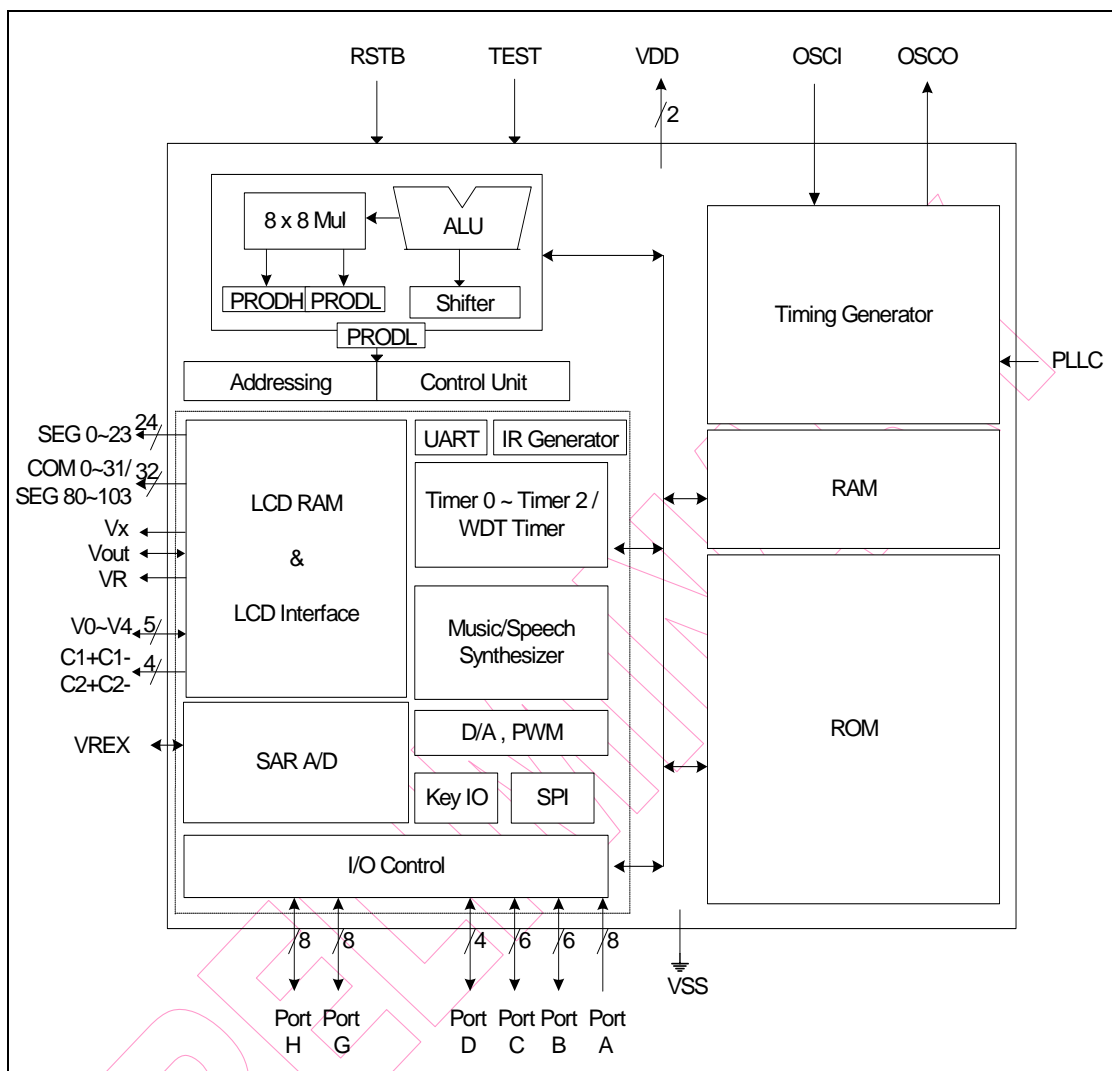 RSTB TEST VDD OSCI OSCO
2
8 x 8 Mul
ALU
PRODH
PRODL
Shifter
PRODL
Addressing
Control Unit
Timing Generator
PLLC
SEG 0~23
24
COM 0~31/
SEG 80~103
32
Vx
Vout
VR
V0~V4
5
C1+C1-
C2+C2-
4
VREX
LCD RAM
&
LCD Interface
UART
IR Generator
Timer 0 ~ Timer 2 /
WDT Timer
Music/Speech
Synthesizer
D/A , PWM
SAR A/D
Key IO
SPI
I/O Control
RAM
ROM
8 8 4 6 6 8
VSS
Port
H
Port
G
Port
D
Port
C
Port
B
Port
A